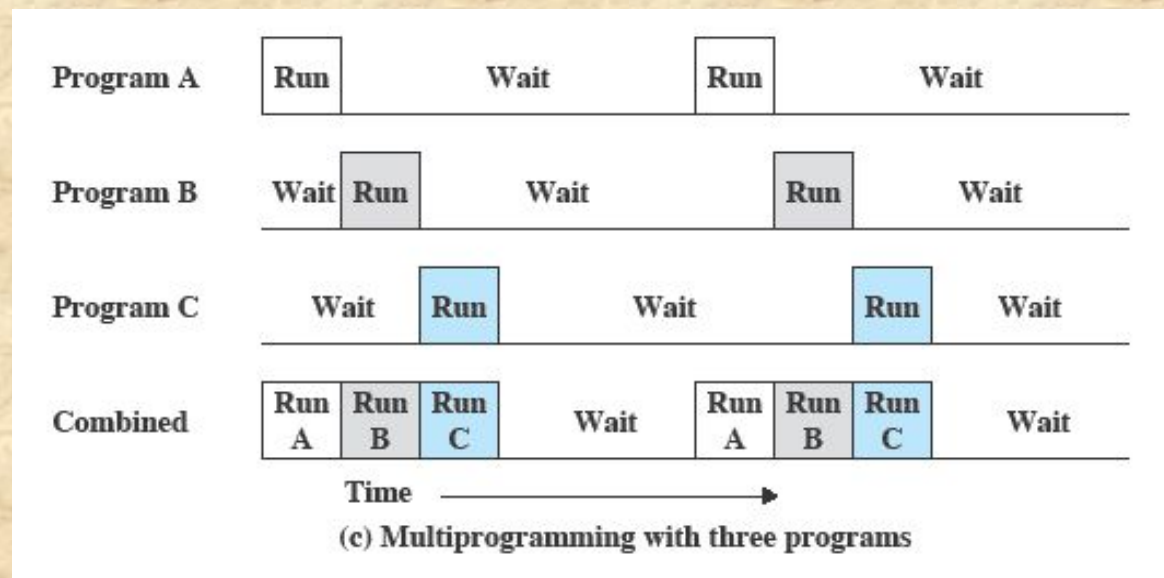 Program A Run Wait Run Wait
Program B Wait Run Wait Run Wait
Program C Wait Run Wait Run Wait
Combined Run A Run B Run C Wait Run A Run B Run C Wait
Time
(c) Multiprogramming with three programs